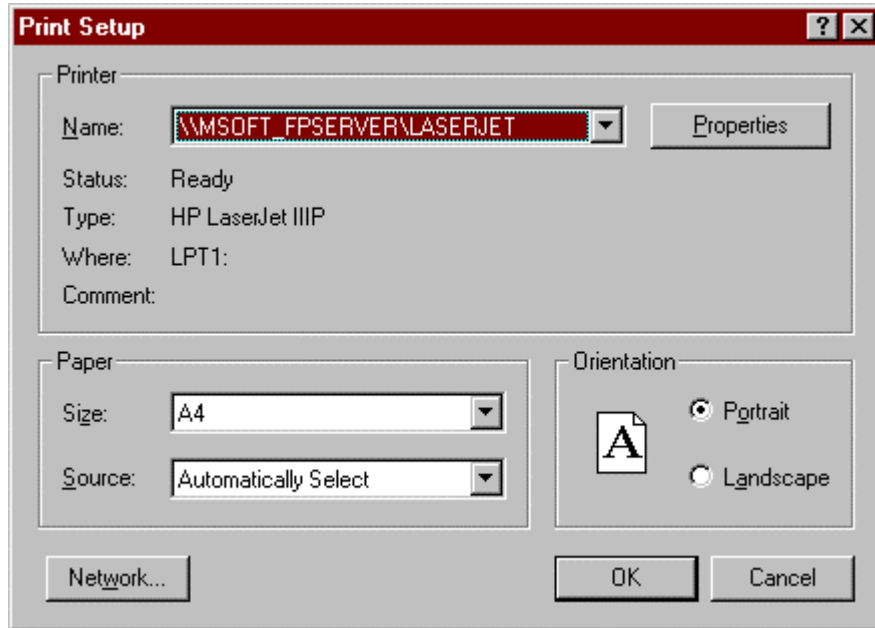 Print Setup
Printer
Name: \\MSOFT_FPSERVER\LASERJET Properties
Status: Ready
Type: HP LaserJet IIIP
Where: LPT1:
Comment:
Paper
Size: A4
Source: Automatically Select
Orientation
A
Portrait
Landscape
Network... OK Cancel